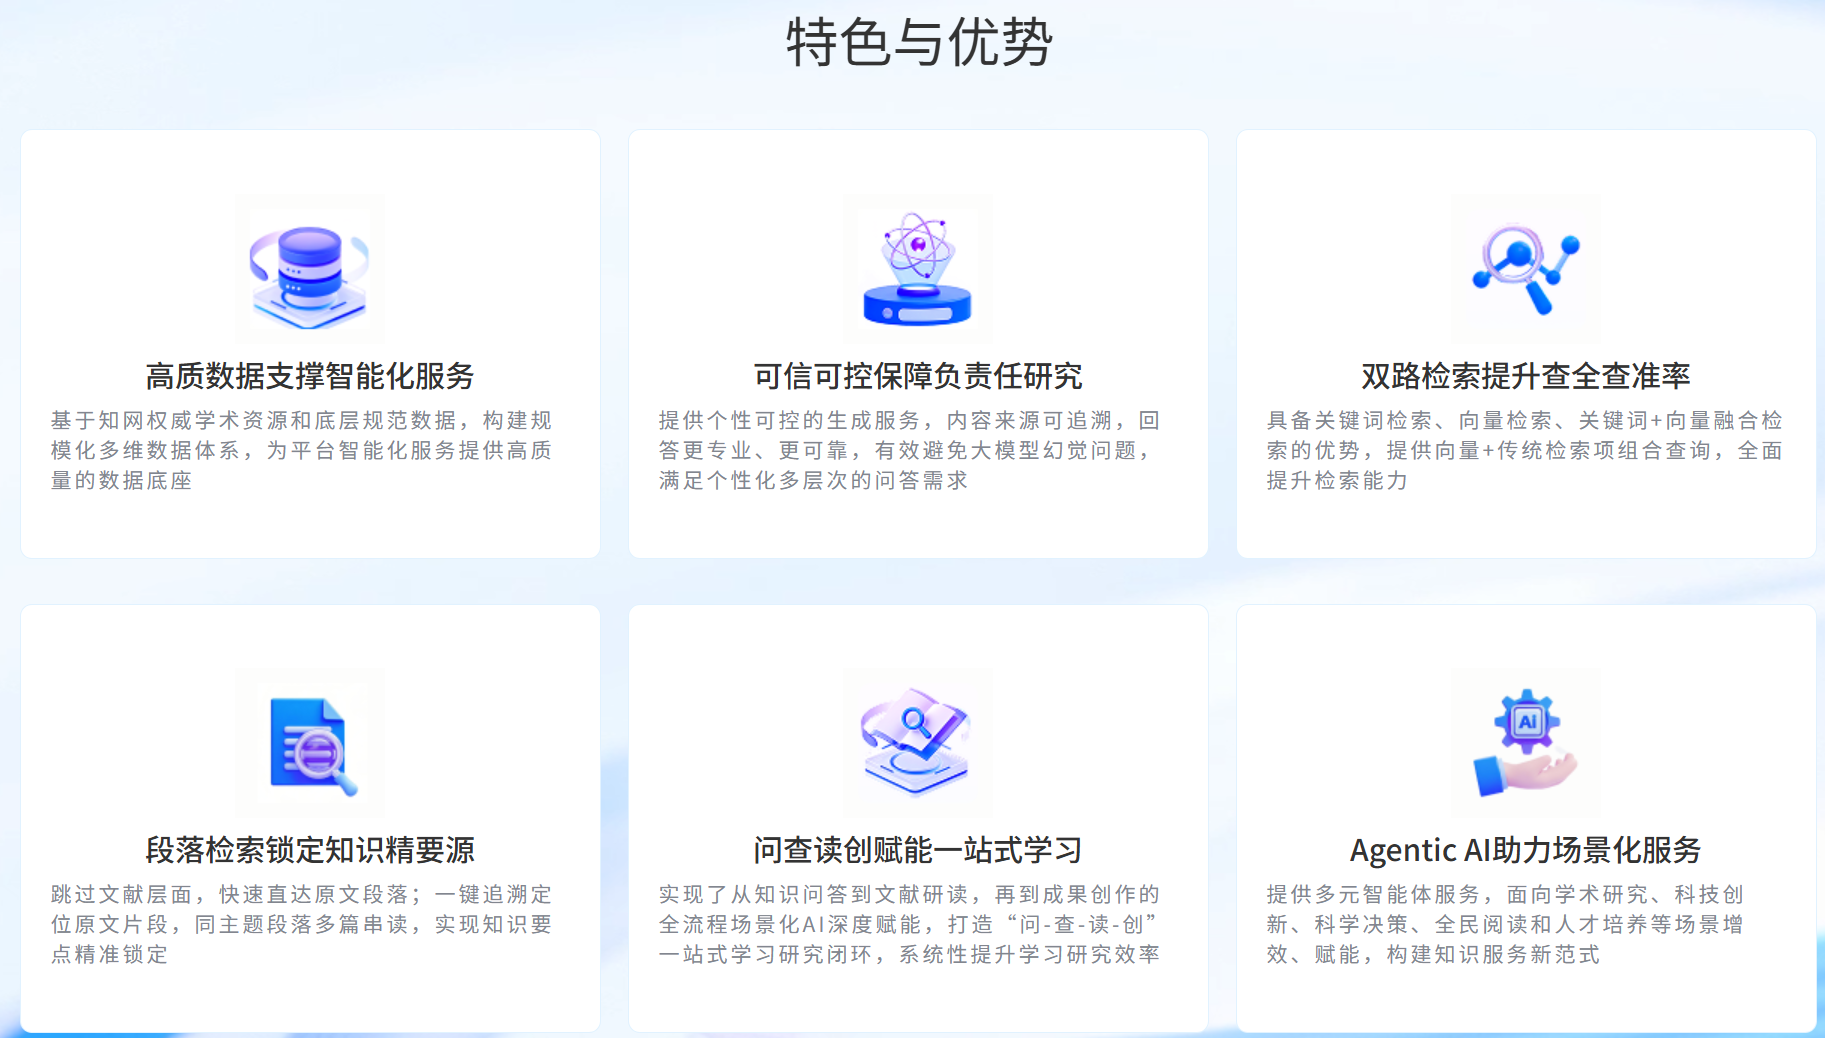 特色与优势
高质数据支撑智能化服务
基于知网权威学术资源和底层规范数据，构建规
模化多维数据体系，为平台智能化服务提供高质
量的数据底座
可信可控保障负责任研究
提供个性可控的生成服务，内容来源可追溯，回
答更专业、更可靠，有效避免大模型幻觉问题，
满足个性化多层次的问答需求
双路检索提升查全查准率
具备关键词检索、向量检索、关键词+向量融合检
索的优势，提供向量+传统检索项组合查询，全面
提升检索能力
段落检索锁定知识精要源
跳过文献层面，快速直达原文段落；一键追溯定
位原文片段，同主题段落多篇串读，实现知识要
点精准锁定
问查读创赋能一站式学习
实现了从知识问答到文献研读，再到成果创作的
全流程场景化AI深度赋能，打造“问-查-读-创”
一站式学习研究闭环，系统性提升学习研究效率
AI
Agentic AI助力场景化服务
提供多元智能体服务，面向学术研究、科技创
新、科学决策、全民阅读和人才培养等场景增
效、赋能，构建知识服务新范式